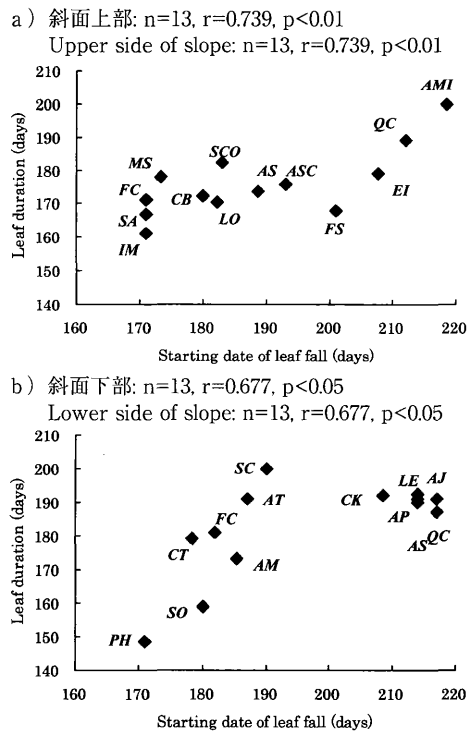 a) 斜面上部: n=13, r=0.739, p<0.01
Upper side of slope: n=13, r=0.739, p<0.01
Leaf duration (days)
210
200
190
180
170
160
150
140
AMI
QC
SCO
MS
AS ASC
FC
CB
EI
LO
SA
FS
IM
160 170 180 190 200 210 220
Starting date of leaf fall (days)
b) 斜面下部: n=13, r=0.677, p<0.05
Lower side of slope: n=13, r=0.677, p<0.05
Leaf duration (days)
210
200
190
180
170
160
150
140
SC
LE AJ
AT
CK
AP
FC
QC
AS
CT
AM
SO
PH
160 170 180 190 200 210 220
Starting date of leaf fall (days)